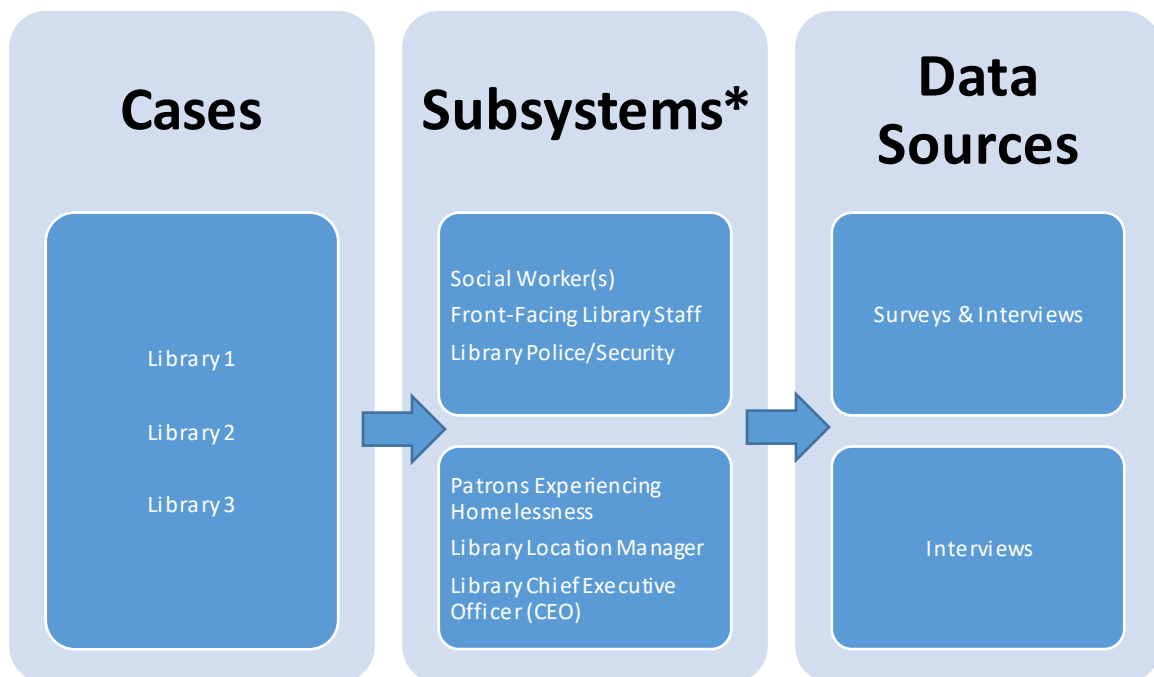 Cases
Library 1
Library 2
Library 3
Subsystems*
Social Worker(s)
Front-Facing Library Staff
Library Police/Security
Patrons Experiencing
Homelessness
Library Location Manager
Library Chief Executive
Officer (CEO)
Data
Sources
Surveys & Interviews
Interviews